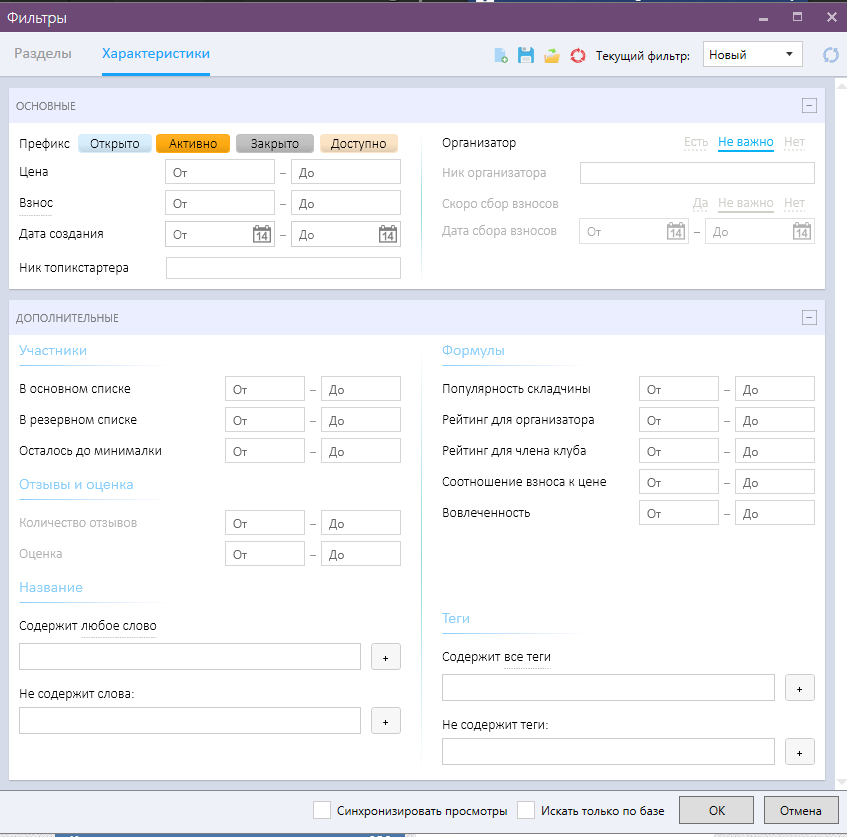 Фильтры
Разделы Характеристики Текущий фильтр: Новый
ОСНОВНЫЕ
Префикс Открыто Активно Закрыто Доступно
Цена От – До
Взнос От – До
Дата создания От 14 – До 14
Ник топикстартера
Организатор Есть Не важно Нет
Ник организатора
Скоро сбор взносов Да Не важно Нет
Дата сбора взносов От 14 – До 14
ДОПОЛНИТЕЛЬНЫЕ
Участники
В основном списке От – До
В резервном списке От – До
Осталось до минималки От – До
Отзывы и оценка
Количество отзывов От – До
Оценка От – До
Название
Содержит любое слово
+
Не содержит слова:
+
Формулы
Популярность складчины От – До
Рейтинг для организатора От – До
Рейтинг для члена клуба От – До
Соотношение взноса к цене От – До
Вовлеченность От – До
Теги
Содержит все теги
+
Не содержит теги:
+
Синхронизировать просмотры Искать только по базе ОК Отмена